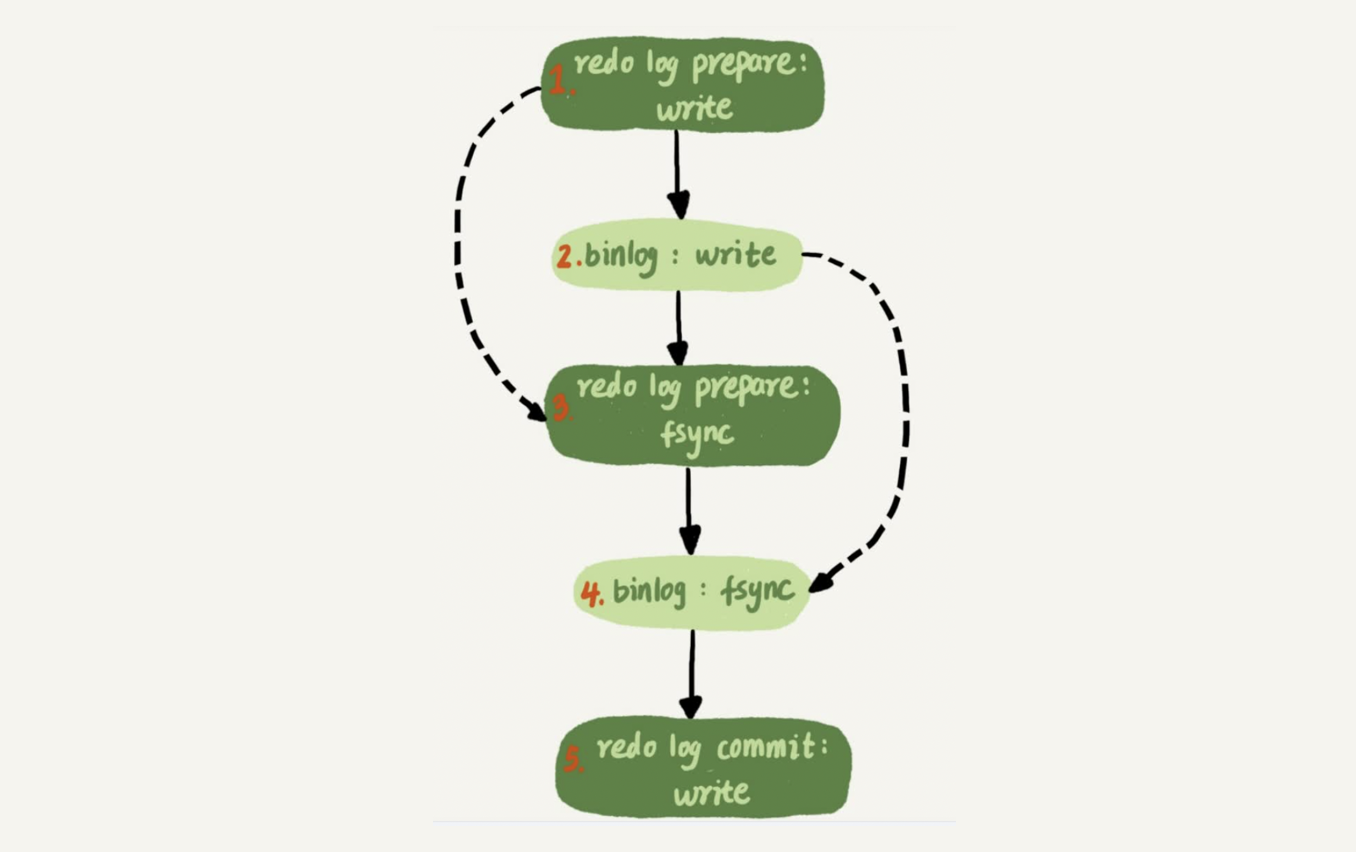 1. redo log prepare:
write
2. binlog : write
3. redo log prepare:
fsync
4. binlog : fsync
5. redo log commit:
write